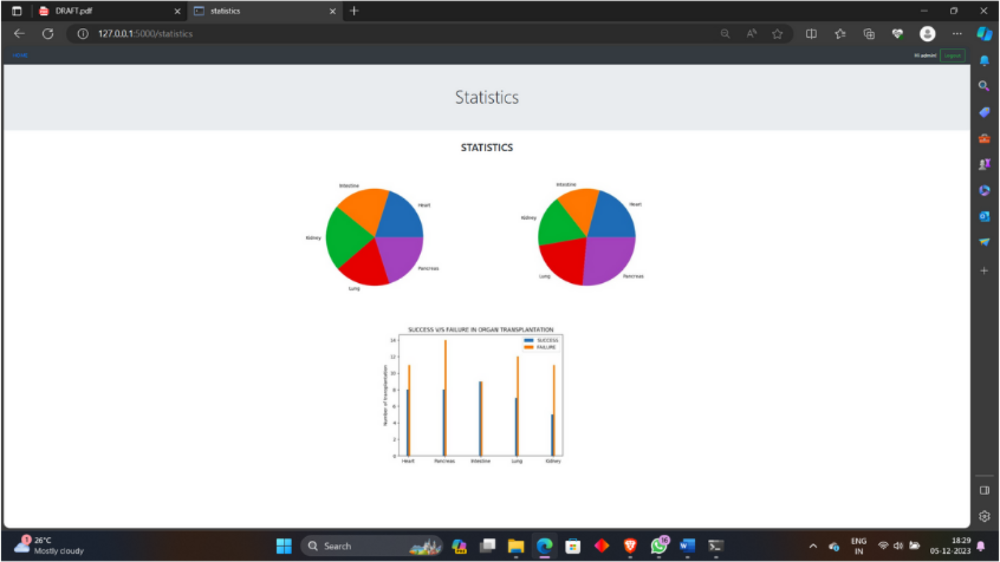 DRAFT.pdf
statistics
127.0.0.1:5000/statistics
HOME
Hi admin!
Logout
Statistics
STATISTICS
Intestine
Heart
Kidney
Pancreas
Lung
Intestine
Heart
Kidney
Lung
Pancreas
SUCCESS V/S FAILURE IN ORGAN TRANSPLANTATION
SUCCESS
FAILURE
Number of transplantation
14
12
10
8
6
4
2
0
Heart Pancreas Intestine Lung Kidney
1
26°C
Mostly cloudy
Search
PRE
16
ENG
IN
18:29
05-12-2023